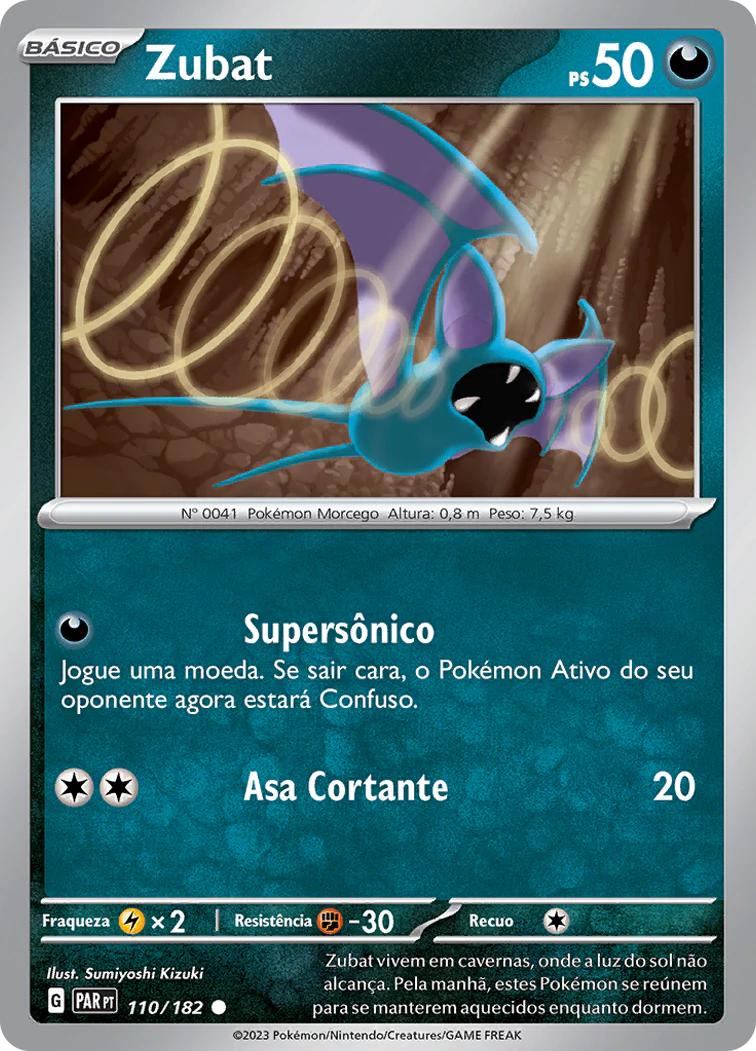 BÁSICO
Zubat
PS 50
Nº 0041 Pokémon Morcego Altura: 0,8 m Peso: 7,5 kg
Supersônico
Jogue uma moeda. Se sair cara, o Pokémon Ativo do seu
oponente agora estará Confuso.
Asa Cortante 20
Fraqueza ×2 Resistência -30 Recuo
Ilust. Sumiyoshi Kizuki
G PAR PT 110/182
Zubat vivem em cavernas, onde a luz do sol não
alcança. Pela manhã, estes Pokémon se reúnem
para se manterem aquecidos enquanto dormem.
©2023 Pokémon/Nintendo/Creatures/GAME FREAK